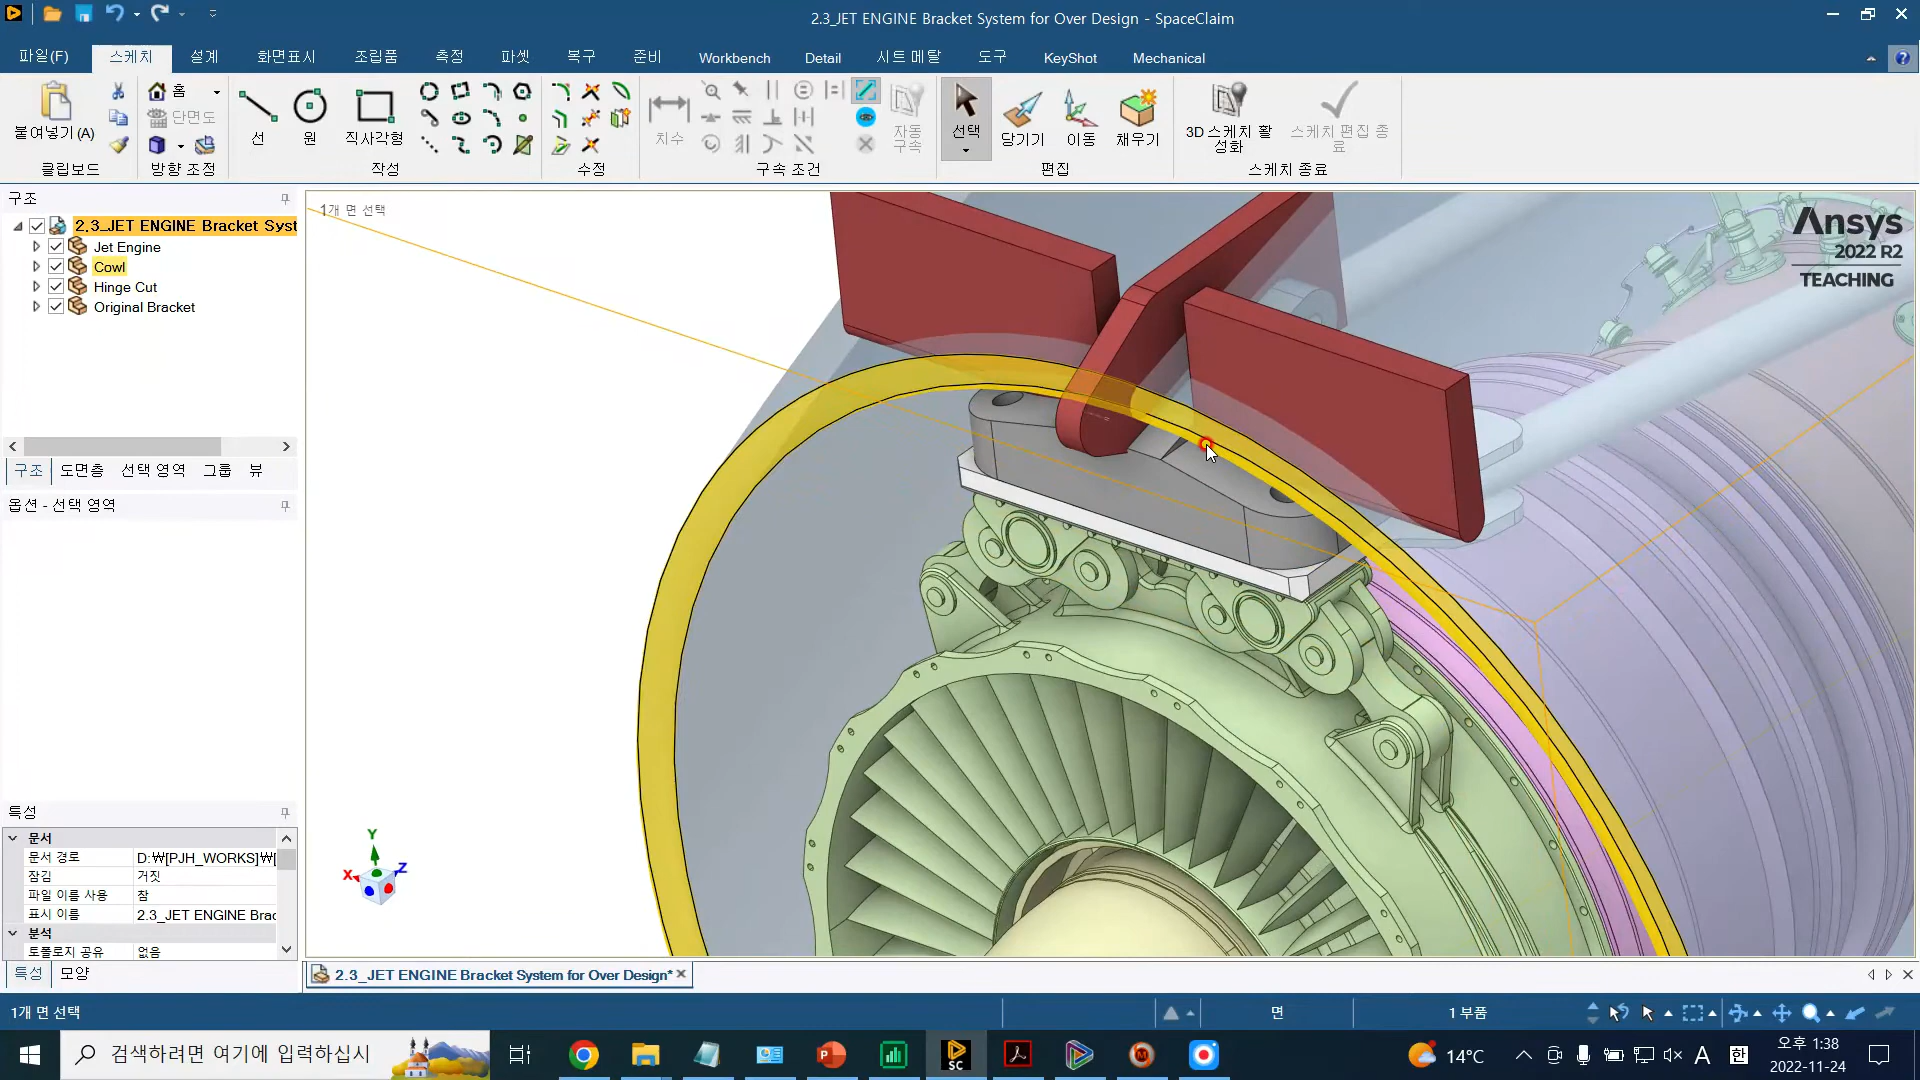 2.3_JET ENGINE Bracket System for Over Design - SpaceClaim
파일(F) 스케치 설계 화면표시 조립품 측정 파셋 복구 준비 Workbench Detail 시트 메탈 도구 KeyShot Mechanical
붙여넣기 (A)
클립보드
홈
단면도
방향 조정
선 원 직사각형
작성
수정
치수
자동 구속
구속 조건
선택 당기기 이동 채우기
편집
3D 스케치 활성화
스케치 편집 종료
스케치 종료
구조
2.3_JET ENGINE Bracket Syst
Jet Engine
Cowl
Hinge Cut
Original Bracket
구조 도면층 선택 영역 그룹 뷰
옵션 - 선택 영역
1개 면 선택
Ansys
2022 R2
TEACHING
Y
X
Z
특성
문서
문서 경로 D:₩[PJH_WORKS]₩[
잠김 거짓
파일 이름 사용 참
표시 이름 2.3_JET ENGINE Brac
분석
토폴로지 공유 없음
특성 모양
2.3_JET ENGINE Bracket System for Over Design*
1개 면 선택
면
1 부품
검색하려면 여기에 입력하십시
SC
14°C
A
한
오후 1:38
2022-11-24